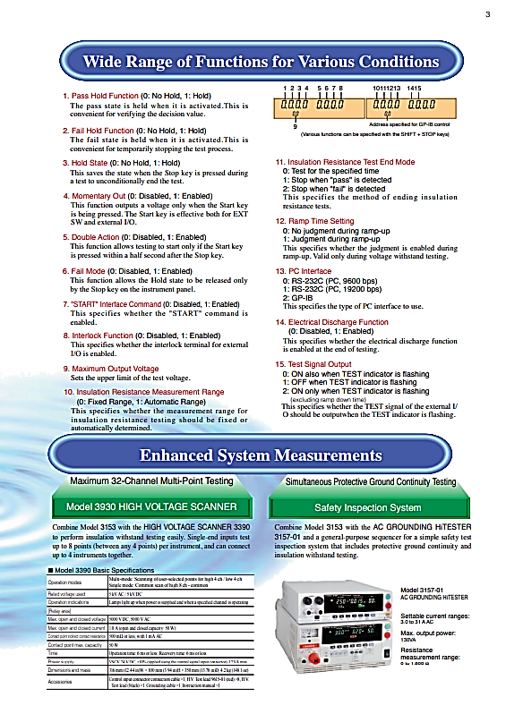 3
Wide Range of Functions for Various Conditions
1. Pass Hold Function (0: No Hold, 1: Hold)
The pass state is held when it is activated.This is
convenient for verifying the decision value.
2. Fail Hold Function (0: No Hold, 1: Hold)
The fail state is held when it is activated.This is
convenient for temporarily stopping the test process.
3. Hold State (0: No Hold, 1: Hold)
This saves the state when the Stop key is pressed during
a test to unconditionally end the test.
4. Momentary Out (0: Disabled, 1: Enabled)
This function outputs a voltage only when the Start key
is being pressed. The Start key is effective both for EXT
SW and external I/O.
5. Double Action (0: Disabled, 1: Enabled)
This function allows testing to start only if the Start key
is pressed within a half second after the Stop key.
6. Fail Mode (0: Disabled, 1: Enabled)
This function allows the Hold state to be released only
by the Stop key on the instrument panel.
7. "START" Interface Command (0: Disabled, 1: Enabled)
This specifies whether the "START" command is
enabled.
8. Interlock Function (0: Disabled, 1: Enabled)
This specifies whether the interlock terminal for external
I/O is enabled.
9. Maximum Output Voltage
Sets the upper limit of the test voltage.
10. Insulation Resistance Measurement Range
(0: Fixed Range, 1: Automatic Range)
This specifies whether the measurement range for
insulation resistance testing should be fixed or
automatically determined.
1 2 3 4 5 6 7 8 10111213 1415
0.0.0.0 0.0.0.0 0.0.0.0 0.0.0.0
9
Address specified for GP-IB control
(Various functions can be specified with the SHIFT + STOP keys)
11. Insulation Resistance Test End Mode
0: Test for the specified time
1: Stop when "pass" is detected
2: Stop when "fail" is detected
This specifies the method of ending insulation
resistance tests.
12. Ramp Time Setting
0: No judgment during ramp-up
1: Judgment during ramp-up
This specifies whether the judgment is enabled during
ramp-up. Valid only during voltage withstand testing.
13. PC Interface
0: RS-232C (PC, 9600 bps)
1: RS-232C (PC, 19200 bps)
2: GP-IB
This specifies the type of PC interface to use.
14. Electrical Discharge Function
(0: Disabled, 1: Enabled)
This specifies whether the electrical discharge function
is enabled at the end of testing.
15. Test Signal Output
0: ON also when TEST indicator is flashing
1: OFF when TEST indicator is flashing
2: ON only when TEST indicator is flashing
(excluding ramp down time)
This specifies whether the TEST signal of the external I/
O should be outputwhen the TEST indicator is flashing.
Enhanced System Measurements
Maximum 32-Channel Multi-Point Testing
Model 3930 HIGH VOLTAGE SCANNER
Combine Model 3153 with the HIGH VOLTAGE SCANNER 3390
to perform insulation withstand testing easily. Single-end inputs test
up to 8 points (between any 4 points) per instrument, and can connect
up to 4 instruments together.
■ Model 3390 Basic Specifications
Operation modes
Multi-mode: Scanning of user-selected points for high 4 ch / low 4 ch
Single mode: Common scan of high 8 ch - common
Rated voltage used 5 kV AC / 5 kV DC
Operation indications Lamps light up when power is supplied and when a specified channel is operating
[Relay area]
Max. open and closed voltage 5000 V DC, 5000 V AC
Max. open and closed current
Contact point max. capacity 50 W
Time Operation time: 6 ms or less Recovery time: 6 ms or less
Power supply
Dimensions and mass
Accessories
Simultaneous Protective Ground Continuity Testing
Safety Inspection System
Combine Model 3153 with the AC GROUNDING HiTESTER
3157-01 and a general-purpose sequencer for a simple safety test
inspection system that includes protective ground continuity and
insulation withstand testing.
Model 3157-01
AC GROUNDING HiTESTER
Settable current ranges:
3.0 to 31 A AC
Max. output power:
130VA
Resistance
measurement range: